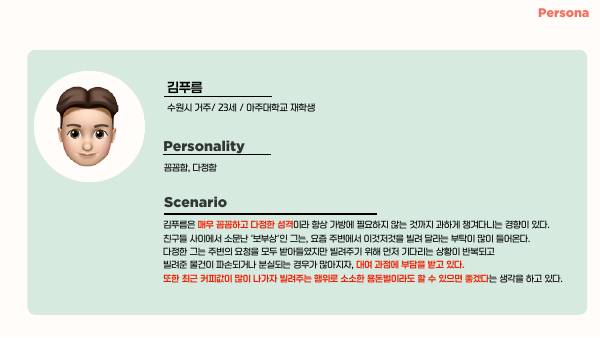 Persona
김푸름
수원시 거주/ 23세 / 아주대학교 재학생
Personality
꼼꼼함, 다정함
Scenario
김푸름은 매우 꼼꼼하고 다정한 성격이라 항상 가방에 필요하지 않는 것까지 과하게 챙겨다니는 경향이 있다.
친구들 사이에서 소문난 '보부상'인 그는, 요즘 주변에서 이것저것을 빌려 달라는 부탁이 많이 들어온다.
다정한 그는 주변의 요청을 모두 받아들였지만 빌려주기 위해 먼저 기다리는 상황이 반복되고
빌려준 물건이 파손되거나 분실되는 경우가 많아지자, 대여 과정에 부담을 받고 있다.
또한 최근 커피값이 많이 나가자 빌려주는 행위로 소소한 용돈벌이라도 할 수 있으면 좋겠다는 생각을 하고 있다.